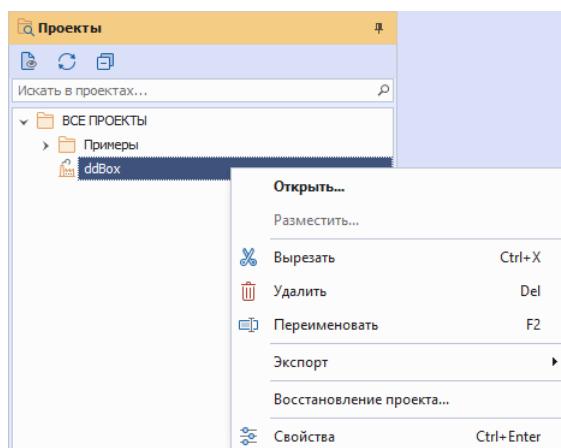 Проекты
Искать в проектах...
ВСЕ ПРОЕКТЫ
Примеры
ddBox
Открыть...
Разместить...
Вырезать Ctrl+X
Удалить Del
Переименовать F2
Экспорт
Восстановление проекта...
Свойства Ctrl+Enter